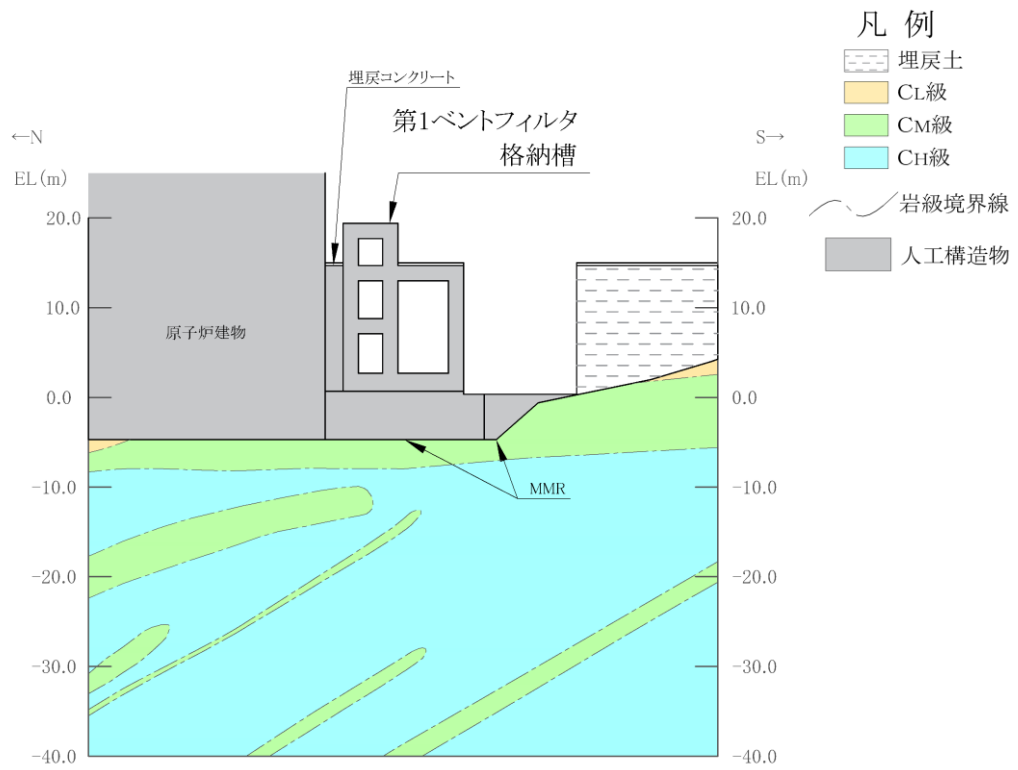 凡 例
埋戻土
CL級
CM級
CH級
岩級境界線
人工構造物
埋戻コンクリート
第1ベントフィルタ
格納槽
←N
S→
EL(m)
EL(m)
20.0
20.0
10.0
10.0
原子炉建物
0.0
0.0
MMR
-10.0
-10.0
-20.0
-20.0
-30.0
-30.0
-40.0
-40.0